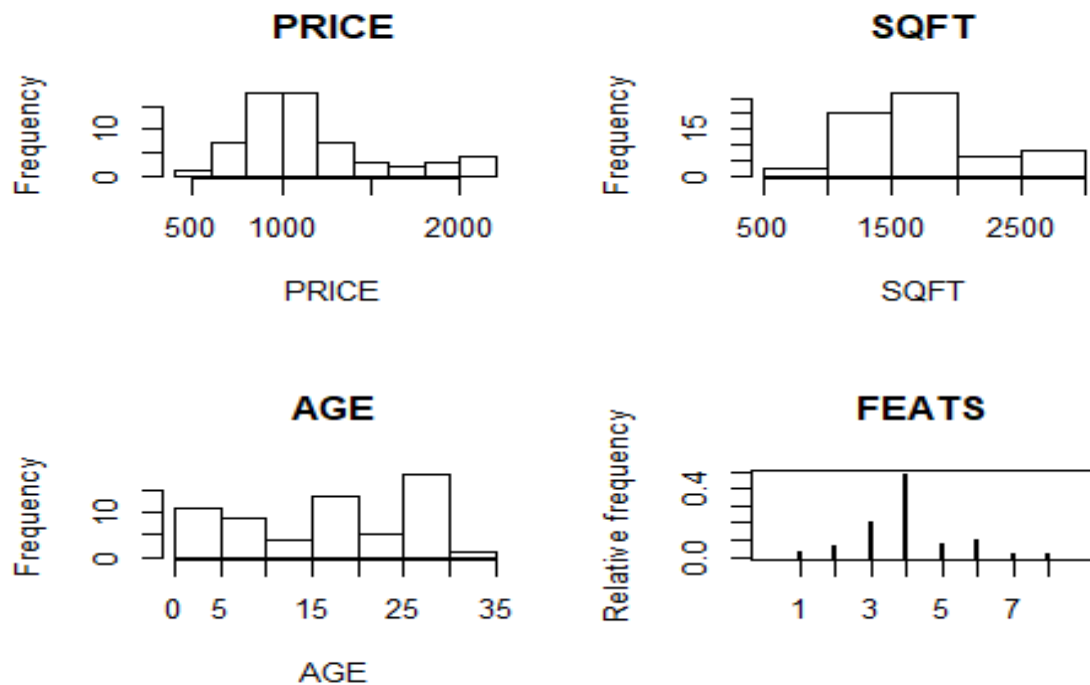 PRICE
Frequency
0 10
500 1000 2000
PRICE
SQFT
Frequency
0 15
500 1500 2500
SQFT
AGE
Frequency
0 10
0 5 15 25 35
AGE
FEATS
Relative frequency
0.0 0.4
1 3 5 7